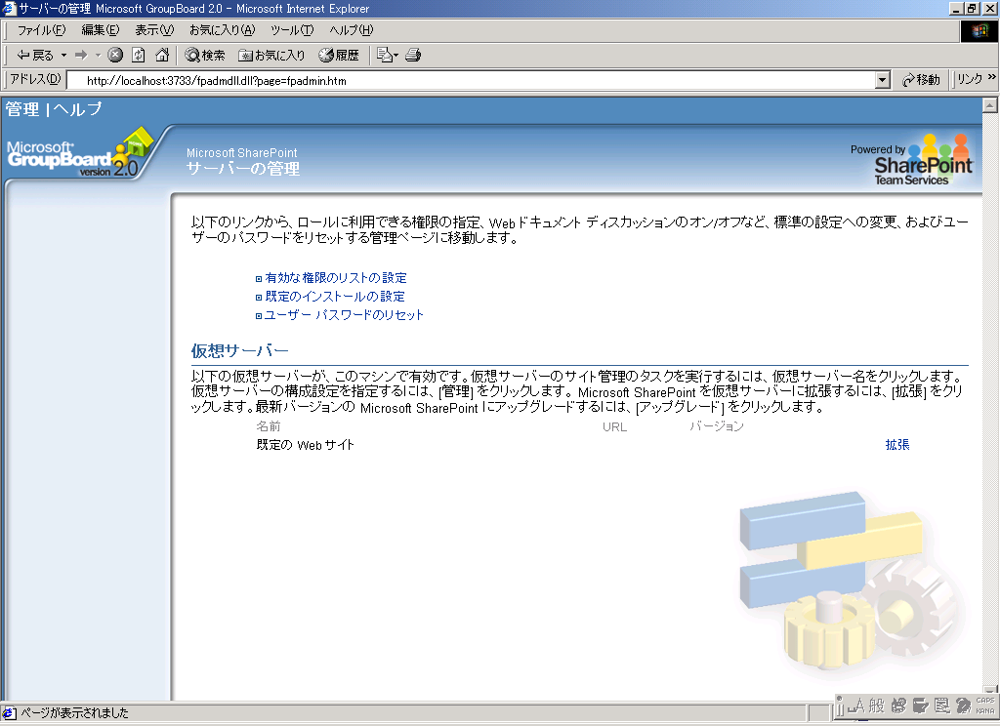 サーバーの管理 Microsoft GroupBoard 2.0 - Microsoft Internet Explorer
ファイル(F) 編集(E) 表示(V) お気に入り(A) ツール(T) ヘルプ(H)
戻る 検索 お気に入り 履歴
アドレス(D) http://localhost:3733/fpadmdll.dll?page=fpadmin.htm 移動 リンク »
管理 | ヘルプ
Microsoft®
GroupBoard
version 2.0
Microsoft SharePoint
サーバーの管理
Powered by
SharePoint
Team Services
以下のリンクから、ロールに利用できる権限の指定、Web ドキュメント ディスカッションのオン/オフなど、標準の設定への変更、およびユー
ザーのパスワードをリセットする管理ページに移動します。
有効な権限のリストの設定
既定のインストールの設定
ユーザー パスワードのリセット
仮想サーバー
以下の仮想サーバーが、このマシンで有効です。仮想サーバーのサイト管理のタスクを実行するには、仮想サーバー名をクリックします。
仮想サーバーの構成設定を指定するには、[管理] をクリックします。 Microsoft SharePoint を仮想サーバーに拡張するには、[拡張] をクリ
ックします。最新バージョンの Microsoft SharePoint にアップグレードするには、[アップグレード] をクリックします。
名前 URL バージョン
既定の Web サイト 拡張
ページが表示されました
A 般 CAPS
KANA